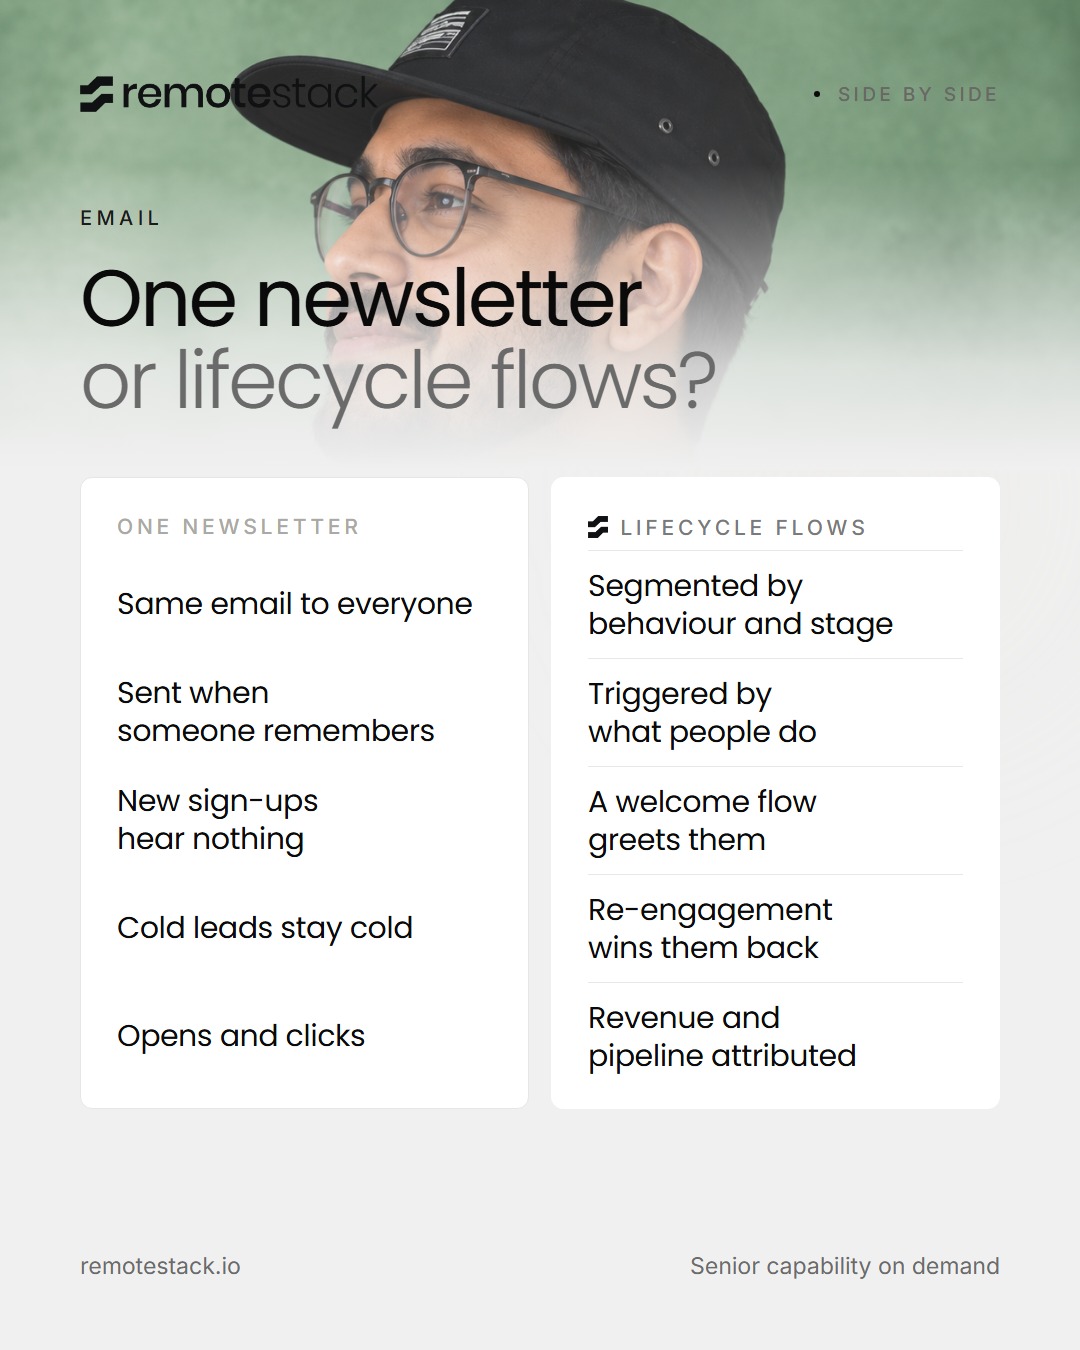 remotestack
SIDE BY SIDE
EMAIL
One newsletter
or lifecycle flows?
ONE NEWSLETTER
Same email to everyone
Sent when
someone remembers
New sign-ups
hear nothing
Cold leads stay cold
Opens and clicks
LIFECYCLE FLOWS
Segmented by
behaviour and stage
Triggered by
what people do
A welcome flow
greets them
Re-engagement
wins them back
Revenue and
pipeline attributed
remotestack.io
Senior capability on demand